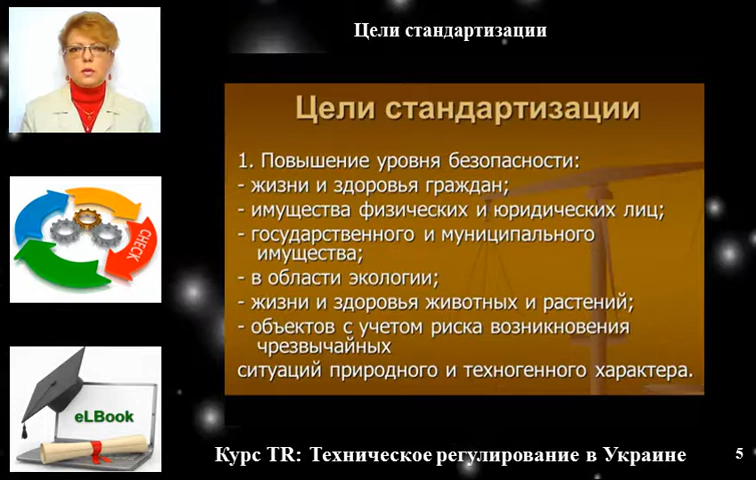 Цели стандартизации
Цели стандартизации
1. Повышение уровня безопасности:
- жизни и здоровья граждан;
- имущества физических и юридических лиц;
- государственного и муниципального
имущества;
- в области экологии;
- жизни и здоровья животных и растений;
- объектов с учетом риска возникновения
чрезвычайных
ситуаций природного и техногенного характера.
CHECK
eLBook
Курс TR: Техническое регулирование в Украине
5